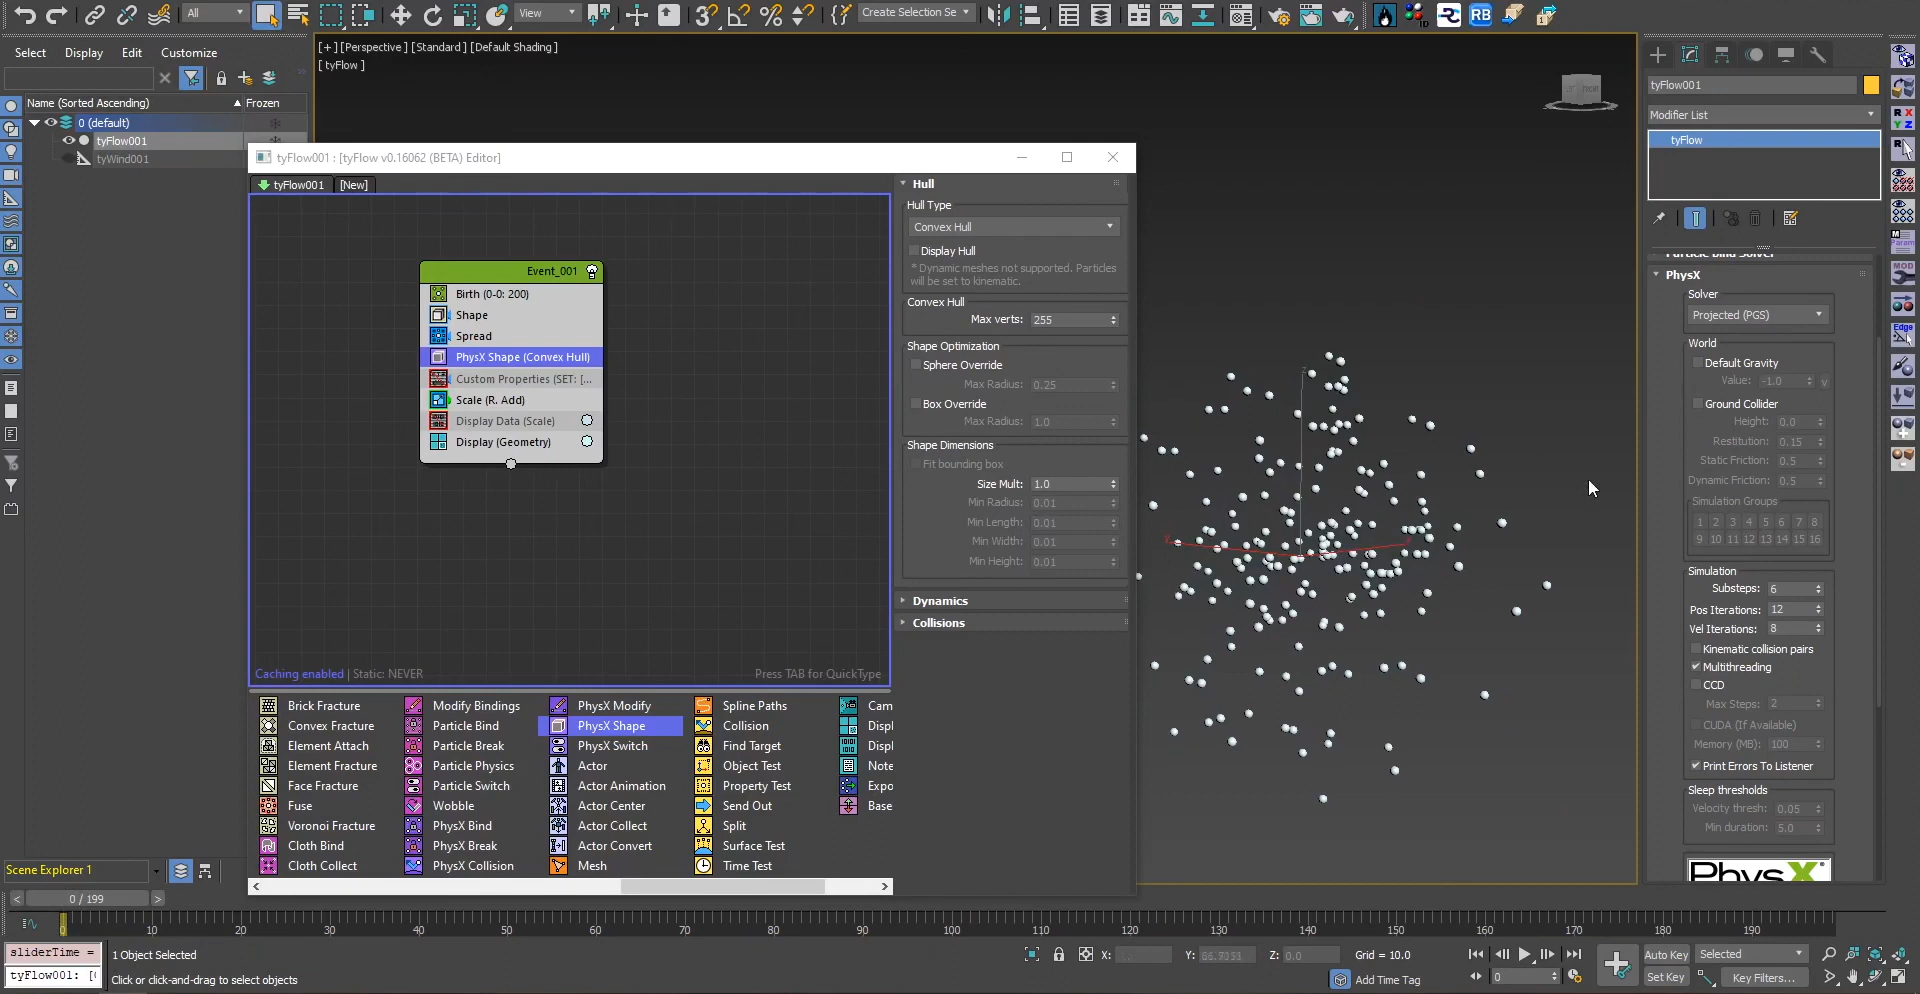 All
View
Create Selection Se
RB
Select Display Edit Customize
Name (Sorted Ascending) Frozen
0 (default)
tyFlow001
tyWind001
Scene Explorer 1
[+] [Perspective ] [Standard ] [Default Shading ]
[ tyFlow ]
tyFlow001 : [tyFlow v0.16062 (BETA) Editor]
tyFlow001 [New]
Event_001
Birth (0-0: 200)
Shape
Spread
PhysX Shape (Convex Hull)
Custom Properties (SET: [...
Scale (R. Add)
Display Data (Scale)
Display (Geometry)
Caching enabled | Static: NEVER
Press TAB for QuickType
Hull
Hull Type
Convex Hull
Display Hull
* Dynamic meshes not supported. Particles
will be set to kinematic.
Convex Hull
Max verts: 255
Shape Optimization
Sphere Override
Max Radius: 0.25
Box Override
Max Radius: 1.0
Shape Dimensions
Fit bounding box
Size Mult: 1.0
Min Radius: 0.01
Min Length: 0.01
Min Width: 0.01
Min Height: 0.01
Dynamics
Collisions
Brick Fracture Modify Bindings PhysX Modify Spline Paths Cam
Convex Fracture Particle Bind PhysX Shape Collision Displ
Element Attach Particle Break PhysX Switch Find Target Displ
Element Fracture Particle Physics Actor Object Test Note
Face Fracture Particle Switch Actor Animation Property Test Expo
Fuse Wobble Actor Center Send Out Base
Voronoi Fracture PhysX Bind Actor Collect Split
Cloth Bind PhysX Break Actor Convert Surface Test
Cloth Collect PhysX Collision Mesh Time Test
tyFlow001
Modifier List
tyFlow
Particle Bind Solver
PhysX
Solver
Projected (PGS)
World
Default Gravity
Value: -1.0 v
Ground Collider
Height: 0.0
Restitution: 0.15
Static Friction: 0.5
Dynamic Friction: 0.5
Simulation Groups
1 2 3 4 5 6 7 8
9 10 11 12 13 14 15 16
Simulation
Substeps: 6
Pos Iterations: 12
Vel Iterations: 8
Kinematic collision pairs
Multithreading
CCD
Max Steps: 2
CUDA (If Available)
Memory (MB): 100
Print Errors To Listener
Sleep thresholds
Velocity thresh: 0.05
Min duration: 5.0
PhysX
R X
Y Z
R
M
Param
MOD
Edge
< 0 / 199 >
0 10 20 30 40 50 60 70 80 90 100 110 120 130 140 150 160 170 180 190
sliderTime =
1 Object Selected
X: Y: Z: 0.0 Grid = 10.0
Auto Key Selected
tyFlow001: [
Click or click-and-drag to select objects
Add Time Tag
0
Set Key Key Filters...